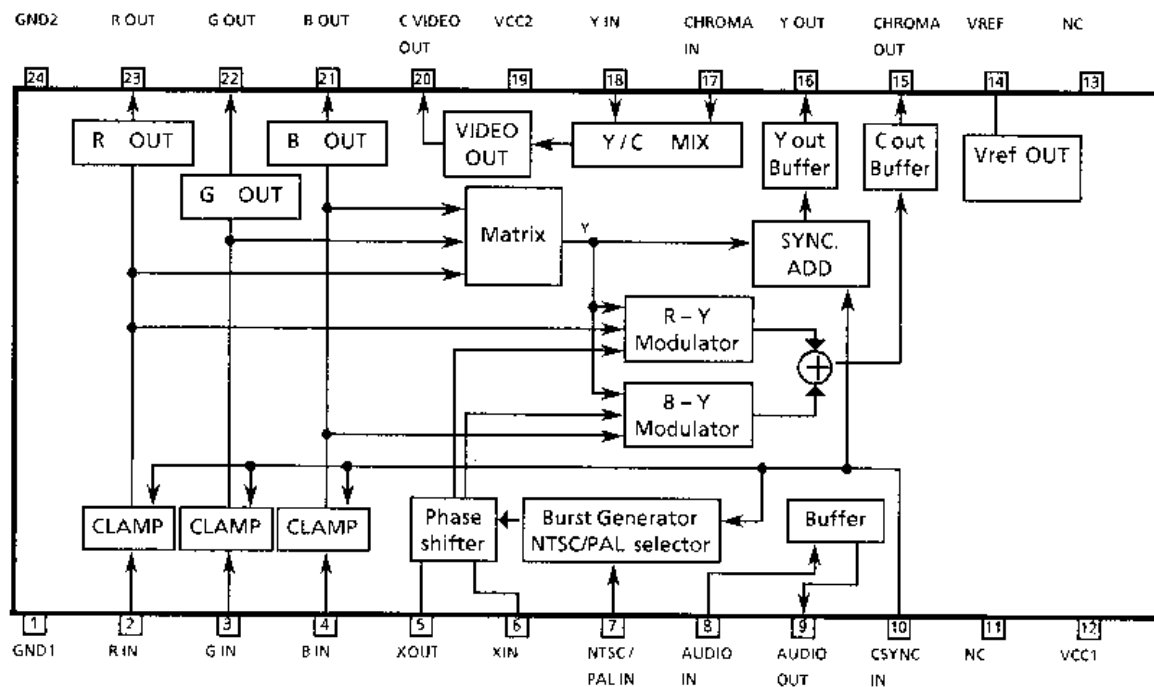 GND2 R OUT G OUT B OUT C VIDEO VCC2 Y IN CHROMA Y OUT CHROMA VREF NC
OUT IN OUT
24 23 22 21 20 19 18 17 16 15 14 13
R OUT
B OUT
VIDEO
OUT
Y / C MIX
Y out
Buffer
C out
Buffer
Vref OUT
G OUT
Matrix
Y
SYNC.
ADD
R – Y
Modulator
+
B – Y
Modulator
CLAMP
CLAMP
CLAMP
Phase
shifter
Burst Generator
NTSC/PAL selector
Buffer
1 2 3 4 5 6 7 8 9 10 11 12
GND1 R IN G IN B IN XOUT XIN NTSC/ AUDIO AUDIO CSYNC NC VCC1
PAL IN IN OUT IN